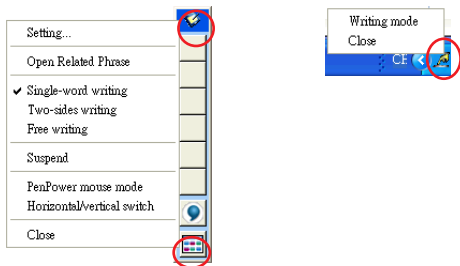 Setting...
Open Related Phrase
Single-word writing
Two-sides writing
Free writing
Suspend
PenPower mouse mode
Horizontal/vertical switch
Close
Writing mode
Close
CH